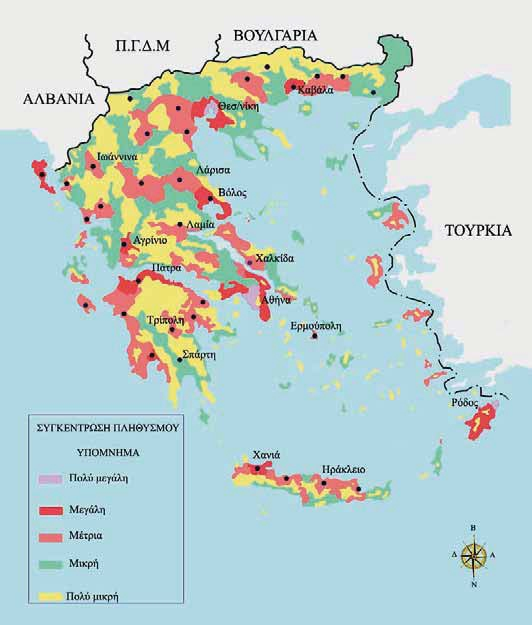 Π.Γ.Δ.Μ
ΒΟΥΛΓΑΡΙΑ
ΑΛΒΑΝΙΑ
Θεσ/νίκη
Καβάλα
Ιωάννινα
Λάρισα
Βόλος
ΤΟΥΡΚΙΑ
Λαμία
Αγρίνιο
Χαλκίδα
Πάτρα
Αθήνα
Τρίπολη
Ερμούπολη
Σπάρτη
Ρόδος
Χανιά
Ηράκλειο
ΣΥΓΚΕΝΤΡΩΣΗ ΠΛΗΘΥΣΜΟΥ
ΥΠΟΜΝΗΜΑ
Πολύ μεγάλη
Μεγάλη
Μέτρια
Μικρή
Πολύ μικρή
Β
Δ Α
Ν